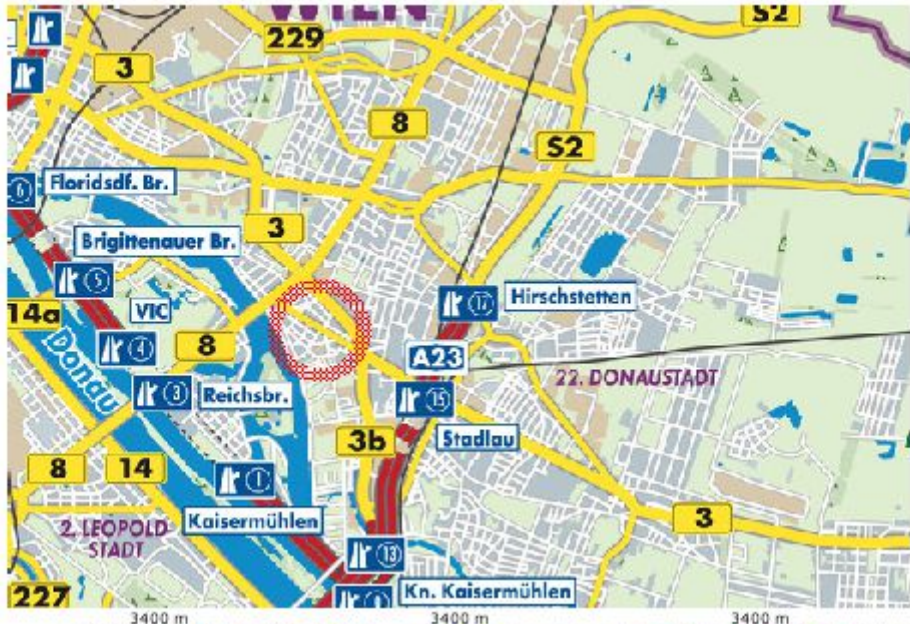 WIEN
S2
229
3
8
S2
6
Floridsdf. Br.
3
Brigittenauer Br.
5
17
Hirschstetten
VIC
14a
4
8
A23
Donau
22. DONAUSTADT
3
Reichsbr.
15
3b
Stadlau
8
14
1
3
2. LEOPOLD
STADT
Kaisermühlen
13
227
Kn. Kaisermühlen
3400 m
3400 m
3400 m